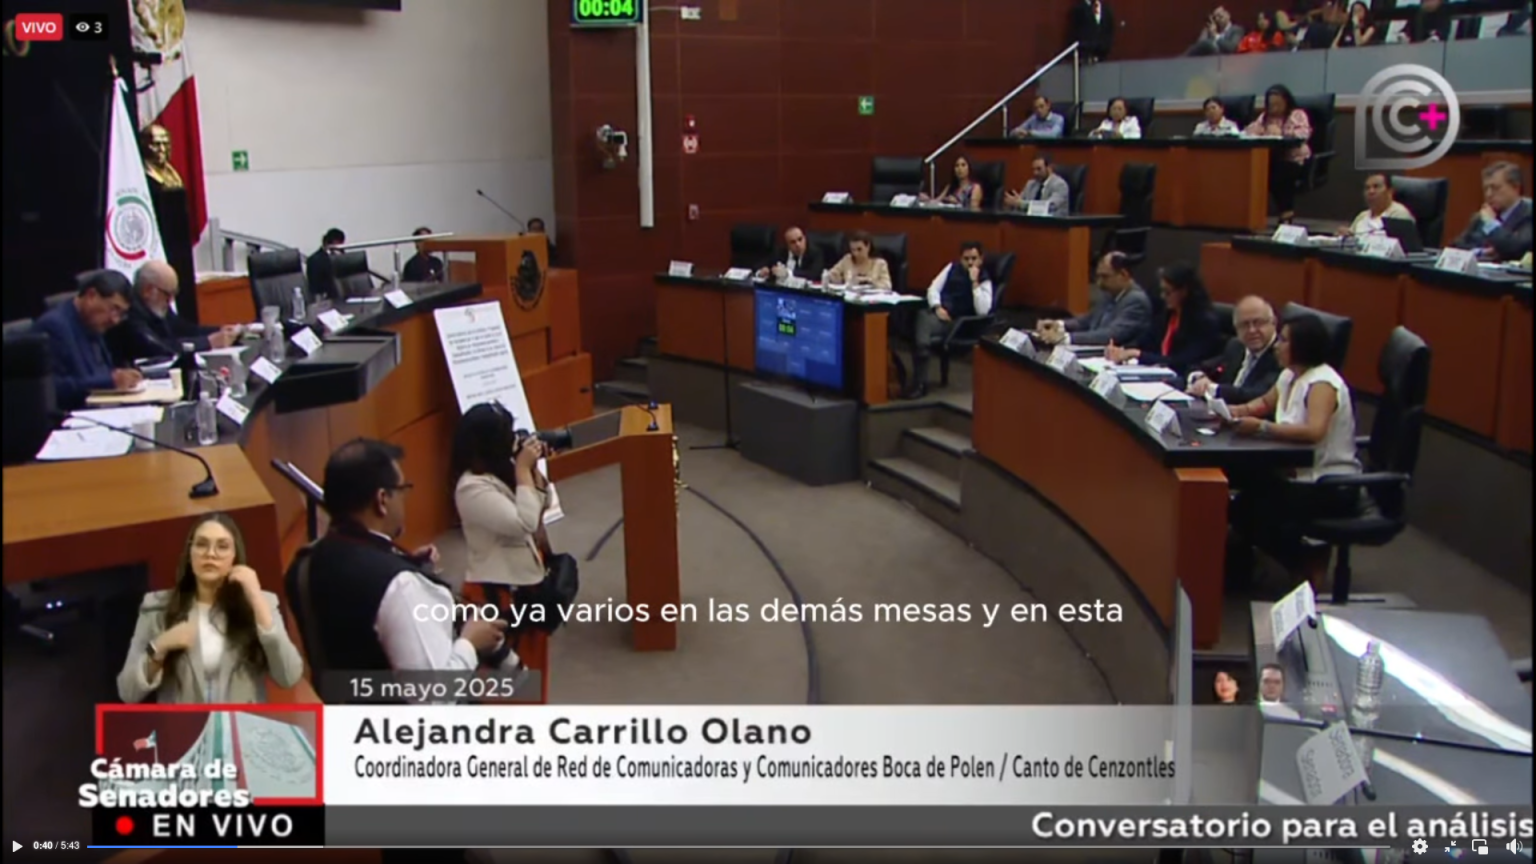 VIVO
3
00:04
C+
como ya varios en las demás mesas y en esta
15 mayo 2025
Alejandra Carrillo Olano
Coordinadora General de Red de Comunicadoras y Comunicadores Boca de Polen / Canto de Cenzontles
Cámara de
Senadores
EN VIVO
Conversatorio para el análisis
0:40 / 5:43